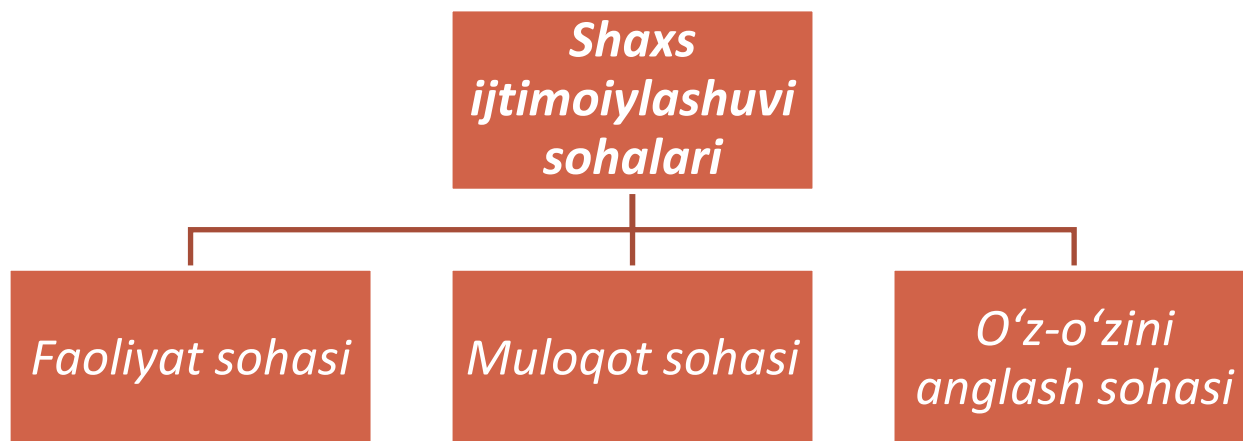 Shaxs
ijtimoiylashuvi
sohalari
Faoliyat sohasi
Muloqot sohasi
O‘z-o‘zini
anglash sohasi